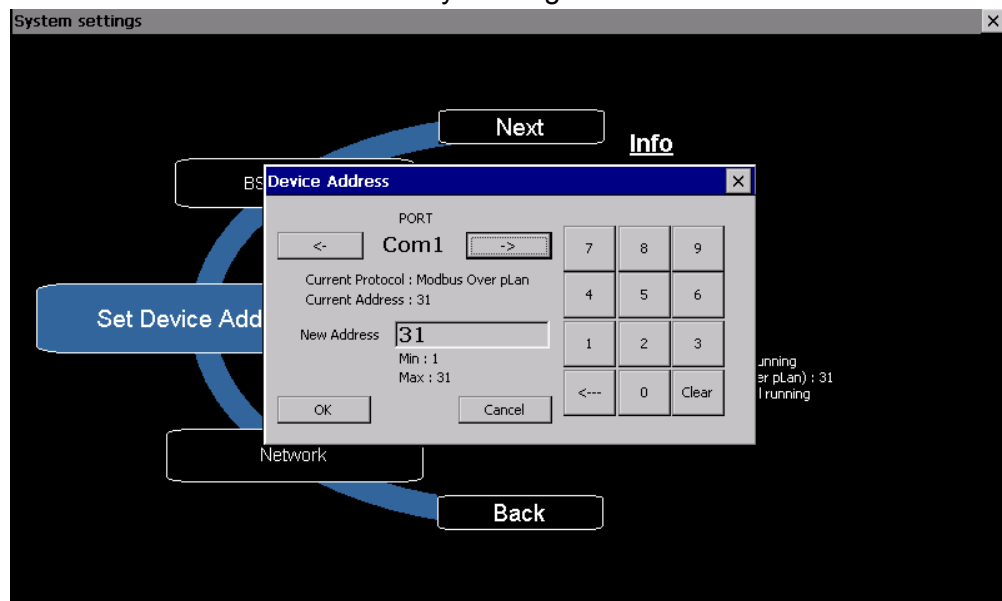 System settings
Next
Info
BS
Device Address
PORT
<- Com1 ->
Current Protocol : Modbus Over pLan
Current Address : 31
New Address 31
Min : 1
Max : 31
OK Cancel
7 8 9
4 5 6
1 2 3
<--- 0 Clear
Set Device Add
running
er pLan) : 31
l running
Network
Back